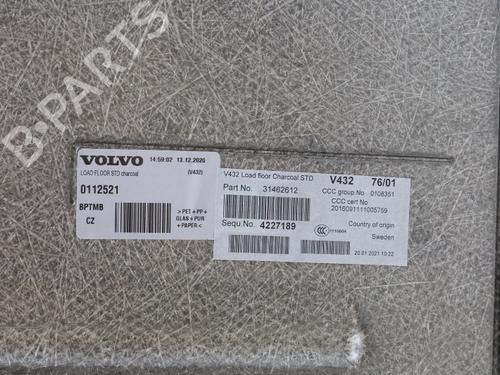 B-PARTS
VOLVO 14:59:02 13.12.2020
LOAD FLOOR STD charcoal (V432)
0112521
BPTMB
CZ
>PET+PP+
GLAS+PUR
+PAPER<
V432 Load floor Charcoal STD V432 76/01
Part No. 31462612
CCC group No 0108351
CCC cert No
2016091111005759
Sequ.No. 4227189
Country of origin
Sweden
20.01.2021 10:22